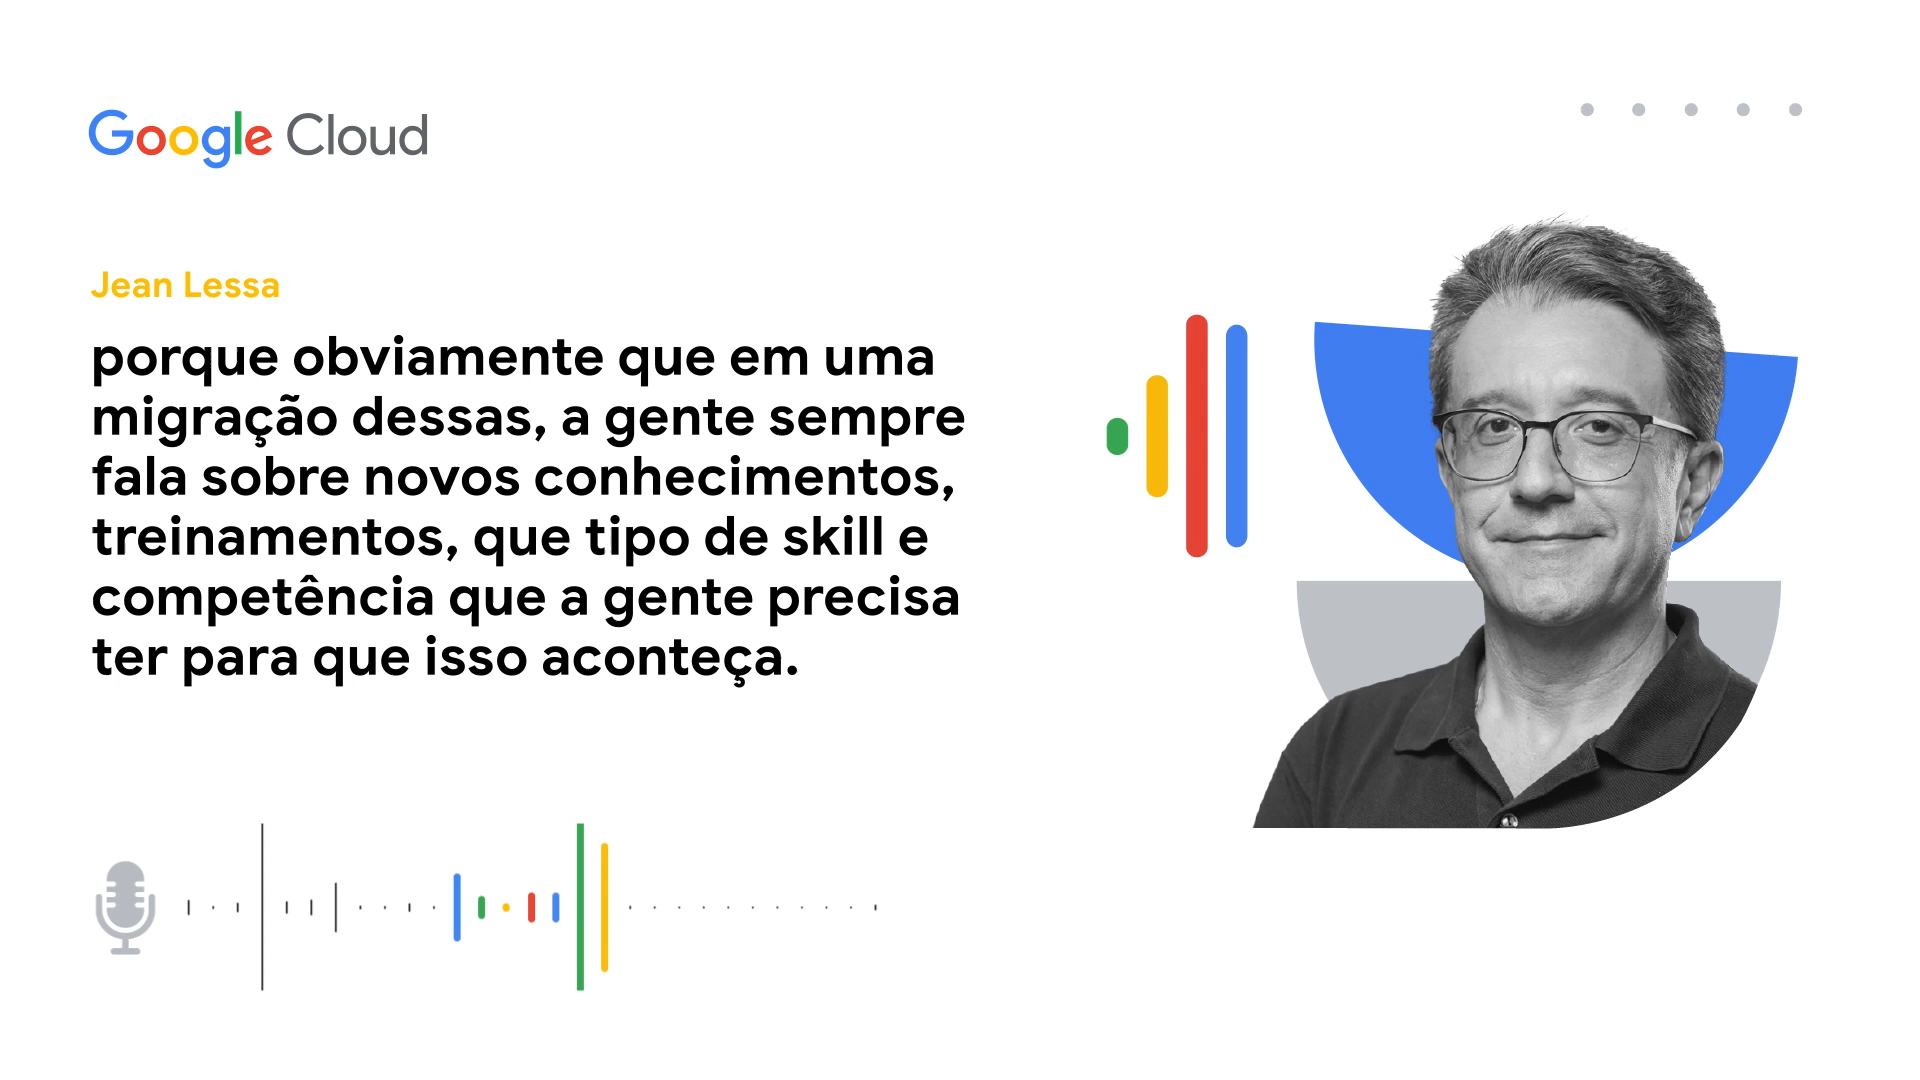 Google Cloud
Jean Lessa
porque obviamente que em uma
migração dessas, a gente sempre
fala sobre novos conhecimentos,
treinamentos, que tipo de skill e
competência que a gente precisa
ter para que isso aconteça.